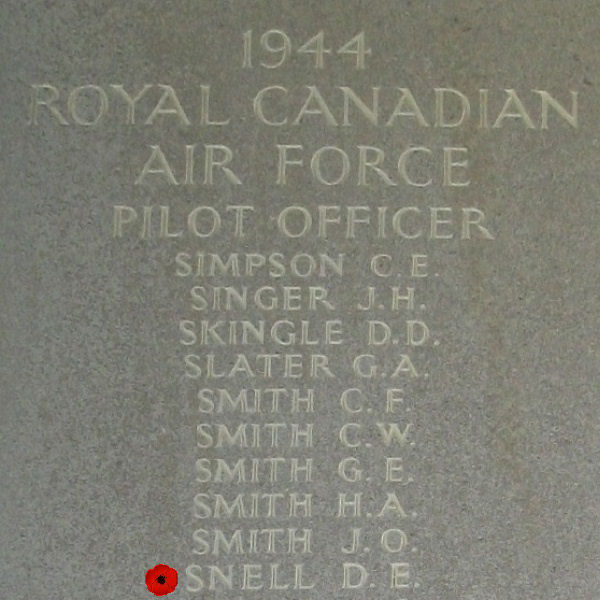 1944
ROYAL CANADIAN
AIR FORCE
PILOT OFFICER
SIMPSON C.E.
SINGER J.H.
SKINGLE D.D.
SLATER G.A.
SMITH C.F.
SMITH C.W.
SMITH G.E.
SMITH H.A.
SMITH J.O.
SNELL D.E.